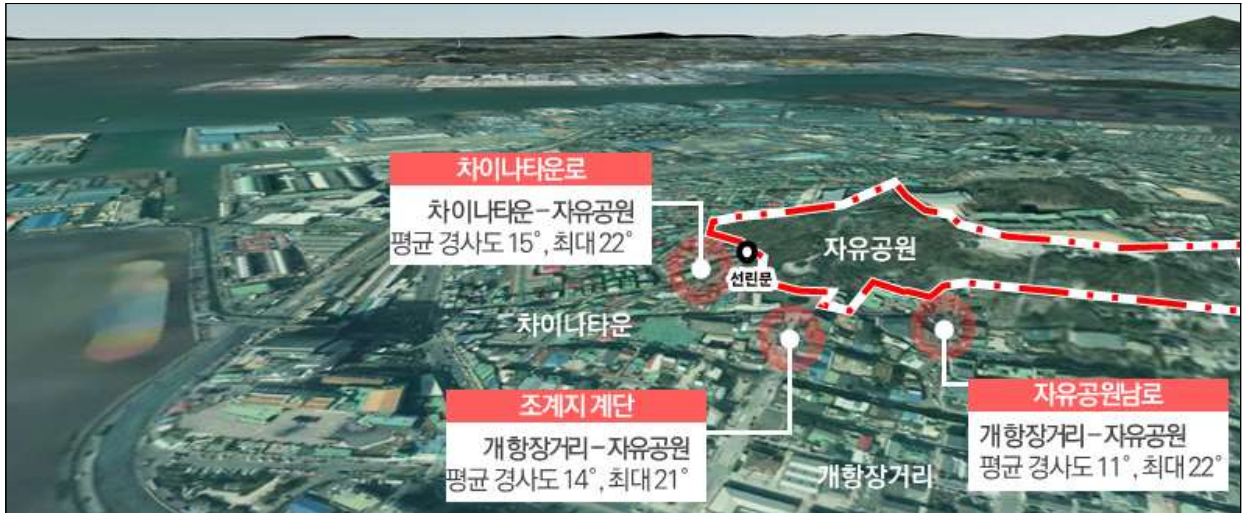 차이나타운로
차이나타운-자유공원
평균 경사도 15°, 최대 22°
자유공원
선린문
차이나타운
조계지 계단
개항장거리-자유공원
평균 경사도 14°, 최대 21°
자유공원남로
개항장거리-자유공원
평균 경사도 11°, 최대 22°
개항장거리